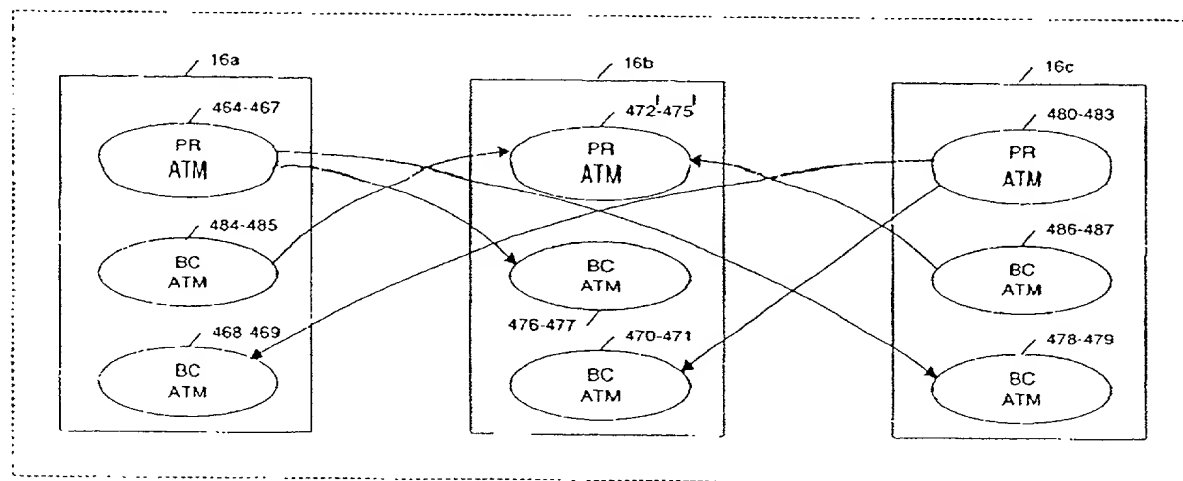 16a
16b
16c
464-467
472-475
480-483
PR
ATM
PR
ATM
PR
ATM
484-485
486-487
BC
ATM
BC
ATM
BC
ATM
476-477
468-469
470-471
478-479
BC
ATM
BC
ATM
BC
ATM